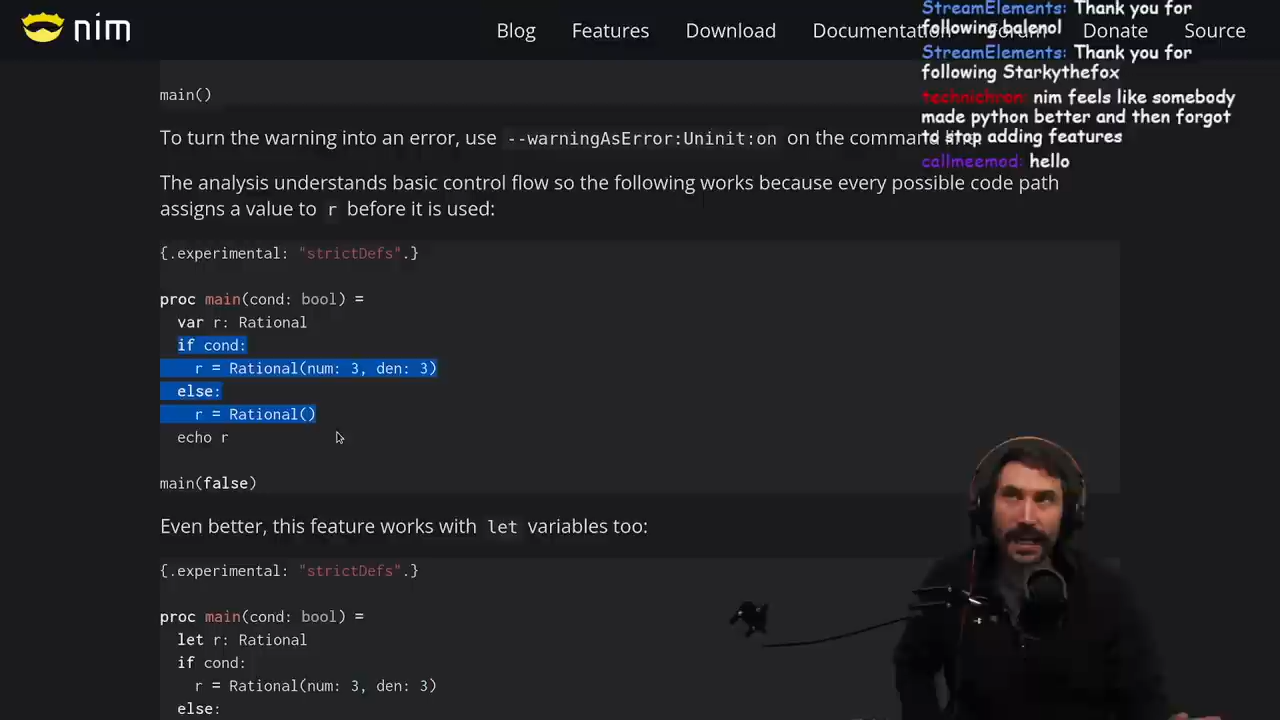 nim
Blog Features Download Documentation Forum Donate Source
StreamElements: Thank you for
following balenol
StreamElements: Thank you for
following Starkythefox
technichron: nim feels like somebody
made python better and then forgot
to stop adding features
callmeemod: hello
main()
To turn the warning into an error, use --warningAsError:Uninit:on on the command line.
The analysis understands basic control flow so the following works because every possible code path
assigns a value to r before it is used:
{.experimental: "strictDefs".}
proc main(cond: bool) =
var r: Rational
if cond:
r = Rational(num: 3, den: 3)
else:
r = Rational()
echo r
main(false)
Even better, this feature works with let variables too:
{.experimental: "strictDefs".}
proc main(cond: bool) =
let r: Rational
if cond:
r = Rational(num: 3, den: 3)
else: